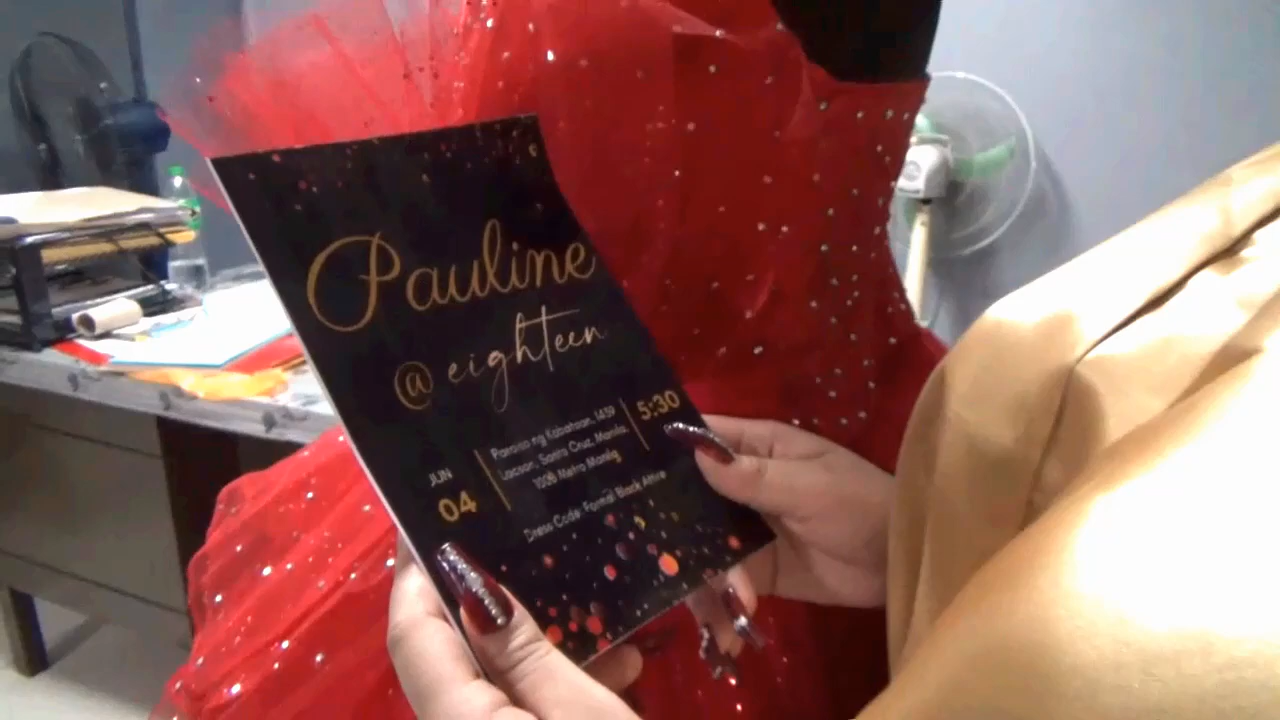 Pauline
@ eighteen
JUN
04
Paraiso ng Kabataan, 1459
Lacson, Santa Cruz, Manila,
1008 Metro Manila
5:30
Dress Code: Formal Black Attire